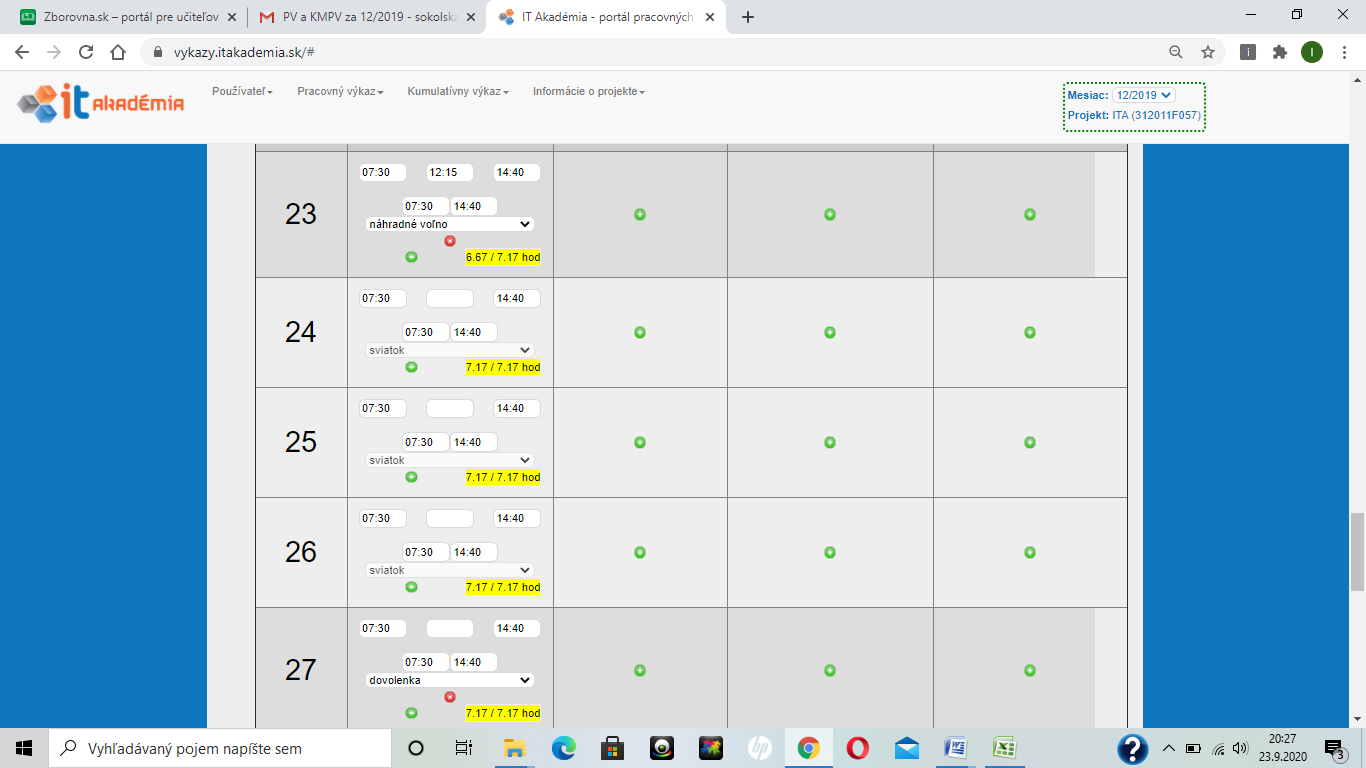 Zborovna.sk – portál pre učiteľov
PV a KMPV za 12/2019 - sokolska
IT Akadémia - portál pracovných
vykazy.itakademia.sk/#
I
it akadémia
Používateľ
Pracovný výkaz
Kumulatívny výkaz
Informácie o projekte
Mesiac: 12/2019
Projekt: ITA (312011F057)
23
07:30 12:15 14:40
07:30 14:40
náhradné voľno
6.67 / 7.17 hod
24
07:30 14:40
07:30 14:40
sviatok
7.17 / 7.17 hod
25
07:30 14:40
07:30 14:40
sviatok
7.17 / 7.17 hod
26
07:30 14:40
07:30 14:40
sviatok
7.17 / 7.17 hod
27
07:30 14:40
07:30 14:40
dovolenka
7.17 / 7.17 hod
Vyhľadávaný pojem napíšte sem
hp
20:27
23.9.2020
3